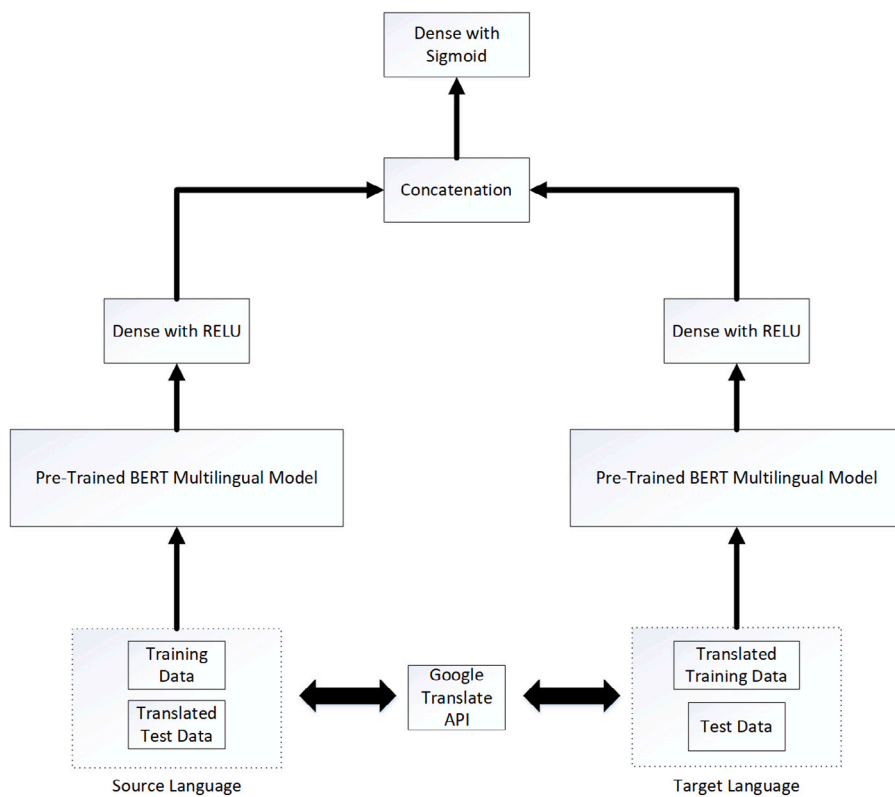 Dense with
Sigmoid
Concatenation
Dense with RELU
Dense with RELU
Pre-Trained BERT Multilingual Model
Pre-Trained BERT Multilingual Model
Training
Data
Translated
Test Data
Google
Translate
API
Translated
Training Data
Test Data
Source Language
Target Language